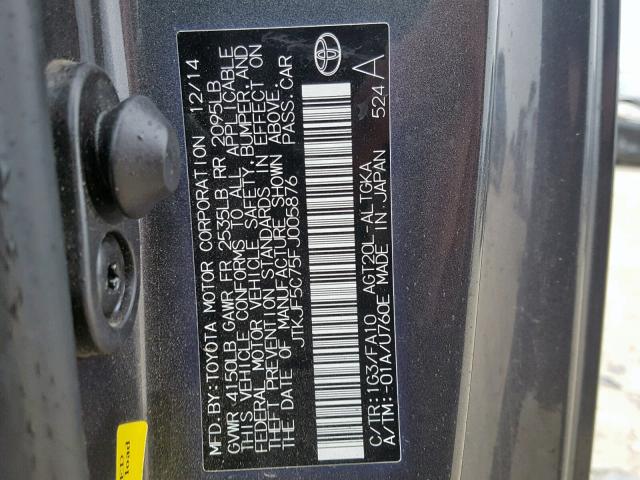 MFD. BY: TOYOTA MOTOR CORPORATION 12/14
GVWR 4150LB GAWR FR 2535LB RR 2095LB
THIS VEHICLE CONFORMS TO ALL APPLICABLE
FEDERAL MOTOR VEHICLE SAFETY, BUMPER, AND
THEFT PREVENTION STANDARDS IN EFFECT ON
THE DATE OF MANUFACTURE SHOWN ABOVE.
JTKJF5C75FJ005876 PASS. CAR
C/TR: 1G3/FA10 AGT20L-ALTGKA
A/TM: -01A/U760E MADE IN JAPAN 524 A
load